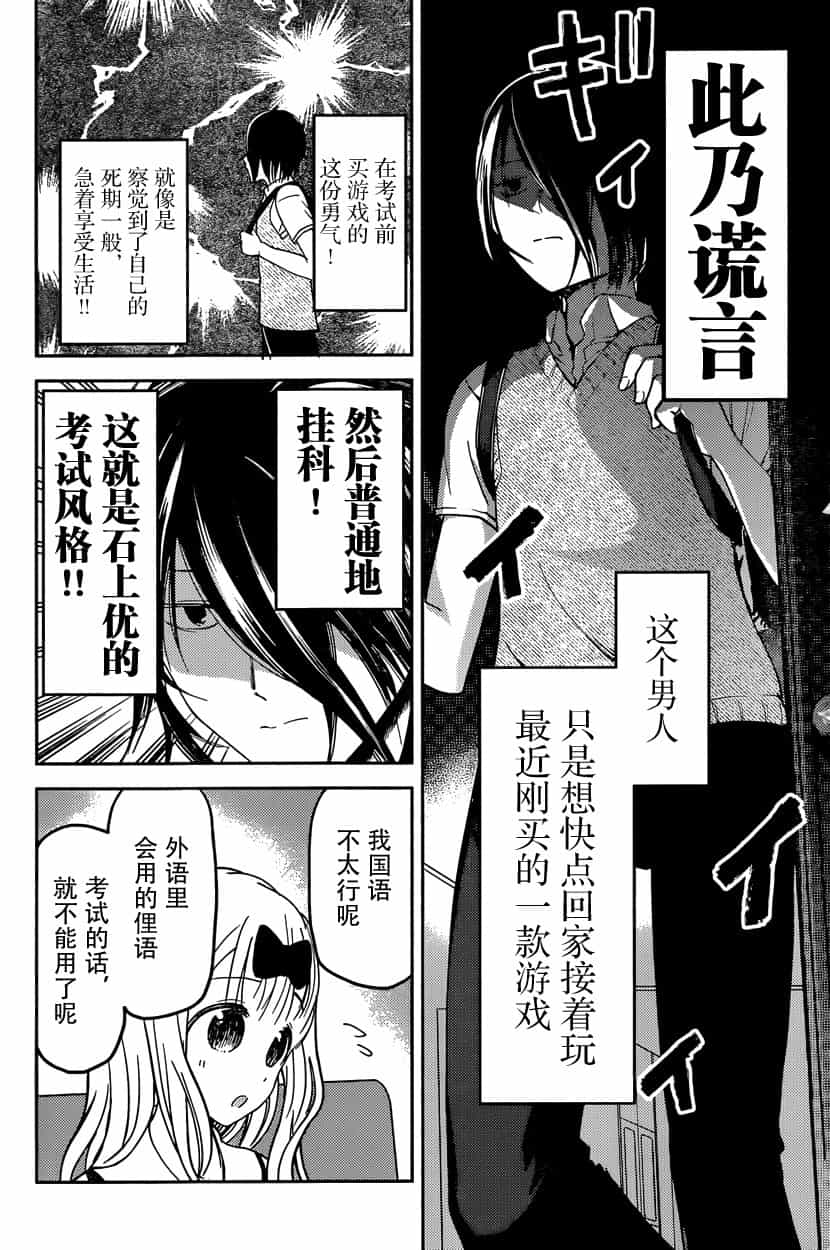 此乃谎言
ギィィィィ
这个男人
只是想快点回家接着玩
最近刚买的一款游戏
在考试前
买游戏的
这份勇气！
就像是
察觉到了自己的
死期一般，
急着享受生活!!
然后普通地
挂科！
这就是石上优的
考试风格!!
我国语
不太行呢
外语里
会用的俚语
考试的话，
就不能用了呢